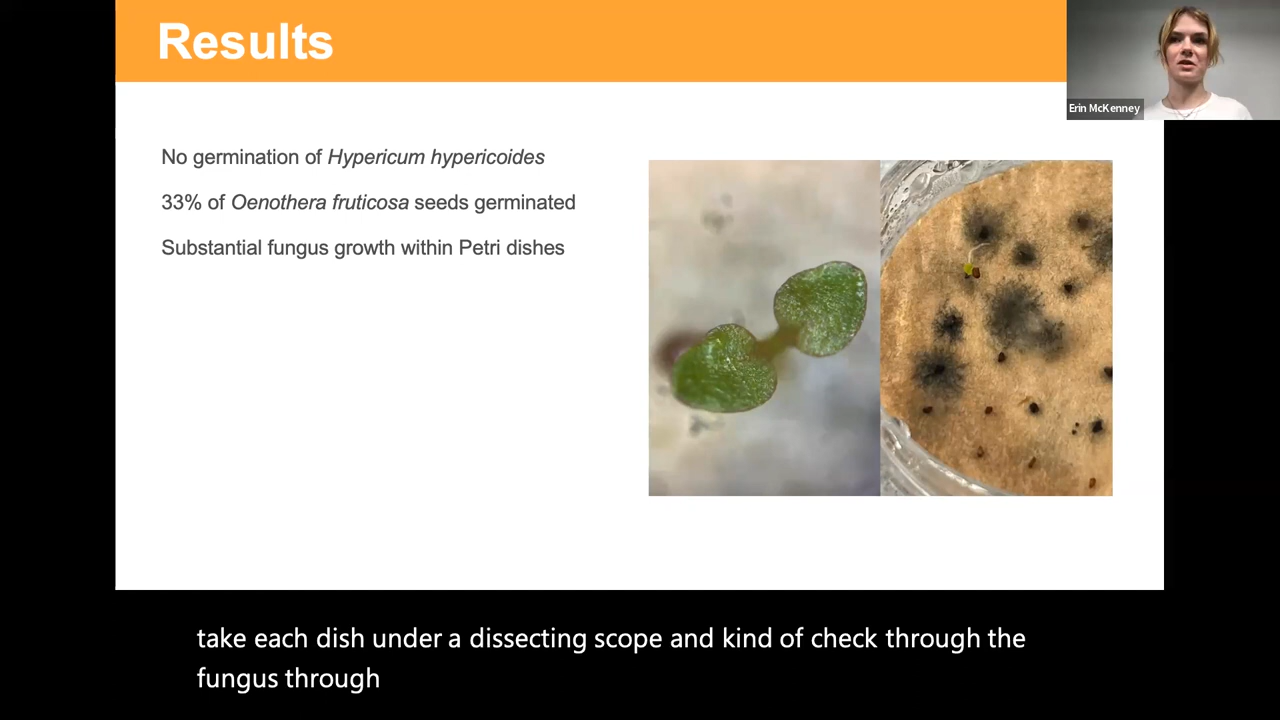 Results
Erin McKenney
No germination of Hypericum hypericoides
33% of Oenothera fruticosa seeds germinated
Substantial fungus growth within Petri dishes
take each dish under a dissecting scope and kind of check through the
fungus through